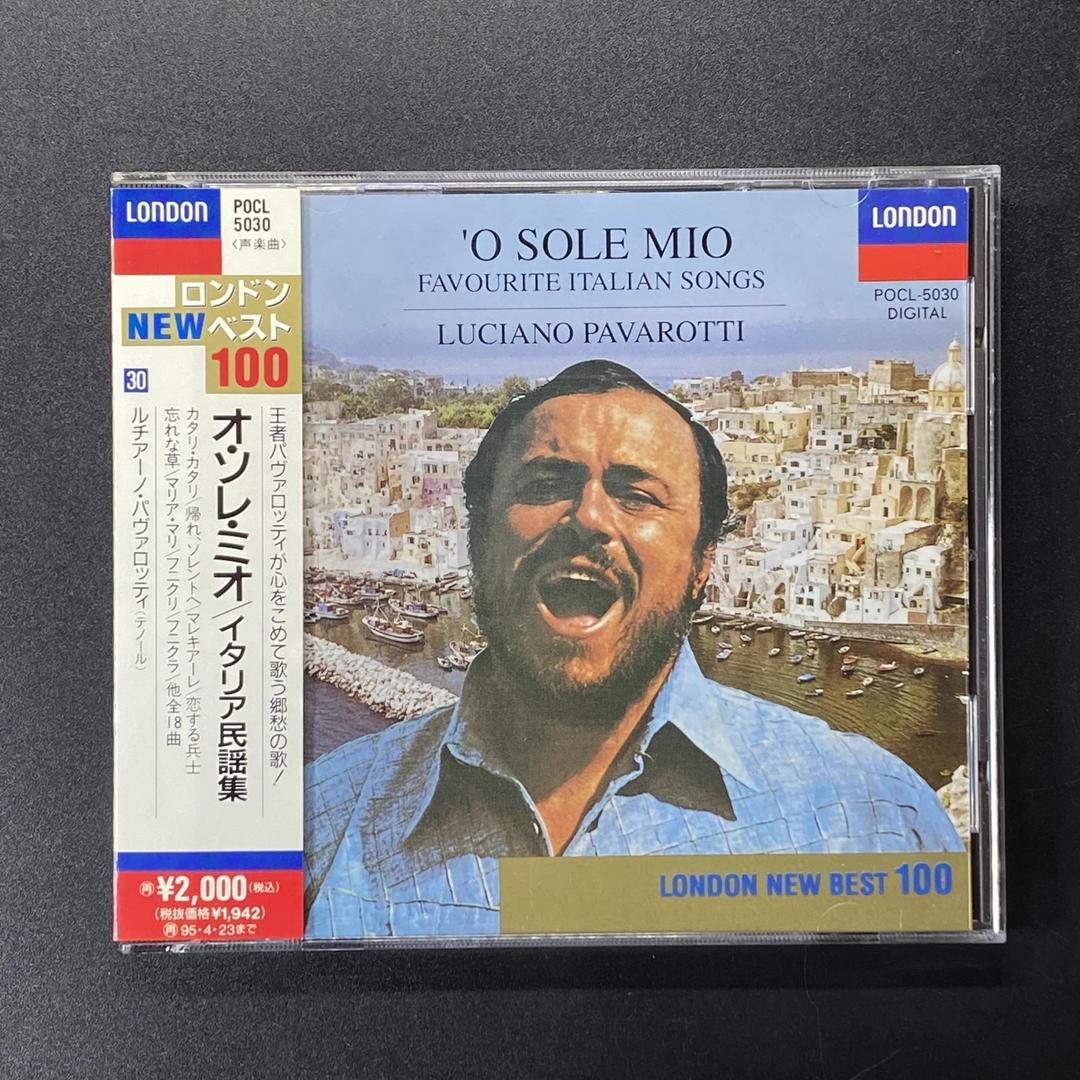 LONDON
POCL
5030
〈声楽曲〉
ロンドン
NEWベスト
100
30
王者パヴァロッティが心をこめて歌う郷愁の歌!
オ・ソレ・ミオ/イタリア民謡集
カタリ・カタリ/帰れ、ソレントへ/マレキアーレ/恋する兵士
忘れな草/マリア・マリ/フニクリ/フニクラ/他全18曲
ルチアーノ・パヴァロッティ(テノール)
再¥2,000(税込)
(税抜価格¥1,942)
再95・4・23まで
'O SOLE MIO
FAVOURITE ITALIAN SONGS
LUCIANO PAVAROTTI
LONDON
POCL-5030
DIGITAL
LONDON NEW BEST 100